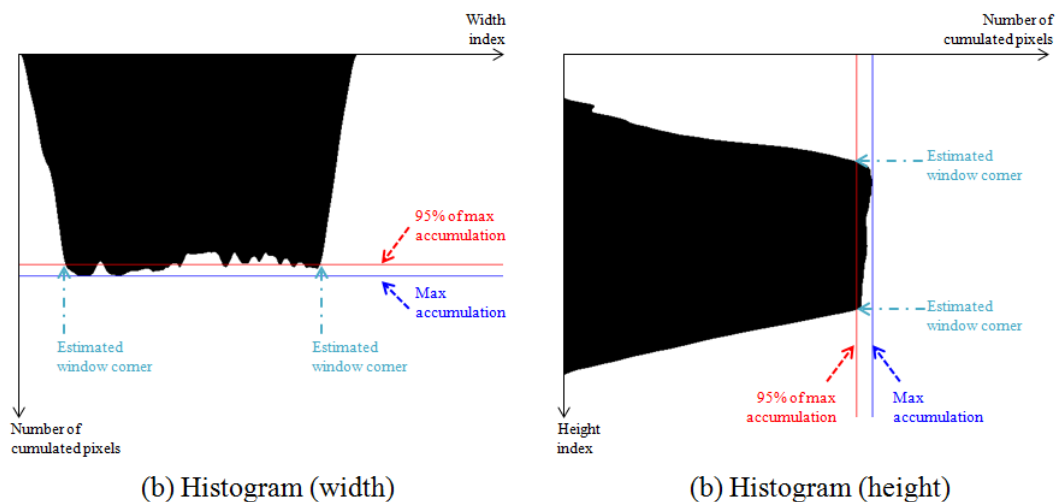 Width
index
95% of max
accumulation
Max
accumulation
Estimated
window corner
Estimated
window corner
Number of
cumulated pixels
(b) Histogram (width)
Number of
cumulated pixels
Estimated
window corner
Estimated
window corner
95% of max
accumulation
Max
accumulation
Height
index
(b) Histogram (height)